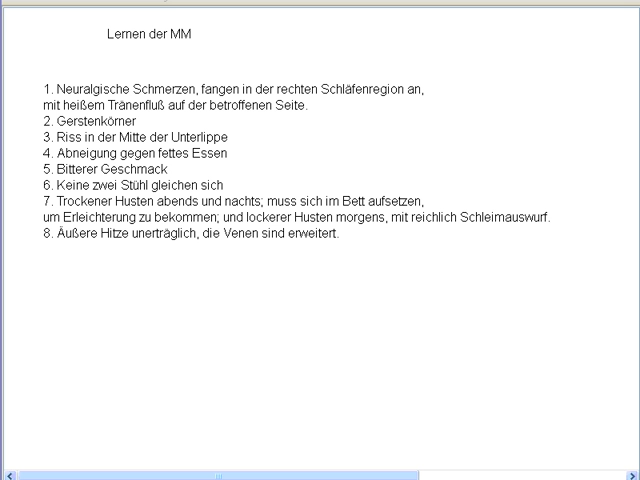 Lernen der MM
1. Neuralgische Schmerzen, fangen in der rechten Schläfenregion an,
mit heißem Tränenfluß auf der betroffenen Seite.
2. Gerstenkörner
3. Riss in der Mitte der Unterlippe
4. Abneigung gegen fettes Essen
5. Bitterer Geschmack
6. Keine zwei Stühl gleichen sich
7. Trockener Husten abends und nachts; muss sich im Bett aufsetzen,
um Erleichterung zu bekommen; und lockerer Husten morgens, mit reichlich Schleimauswurf.
8. Äußere Hitze unerträglich, die Venen sind erweitert.